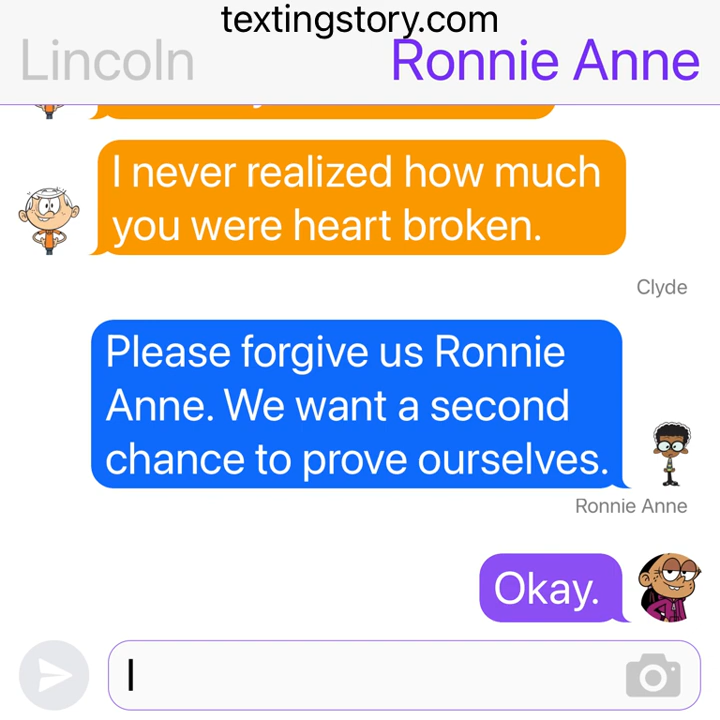 textingstory.com
Lincoln
Ronnie Anne
I never realized how much
you were heart broken.
Clyde
Please forgive us Ronnie
Anne. We want a second
chance to prove ourselves.
Ronnie Anne
Okay.